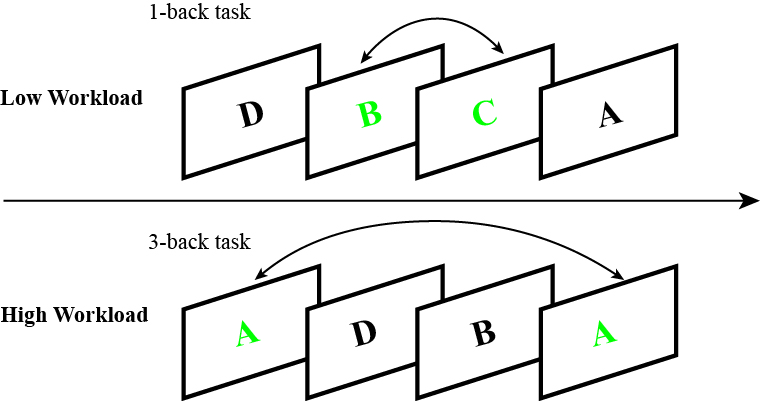 1-back task
Low Workload
D B C A
3-back task
High Workload
A D B A